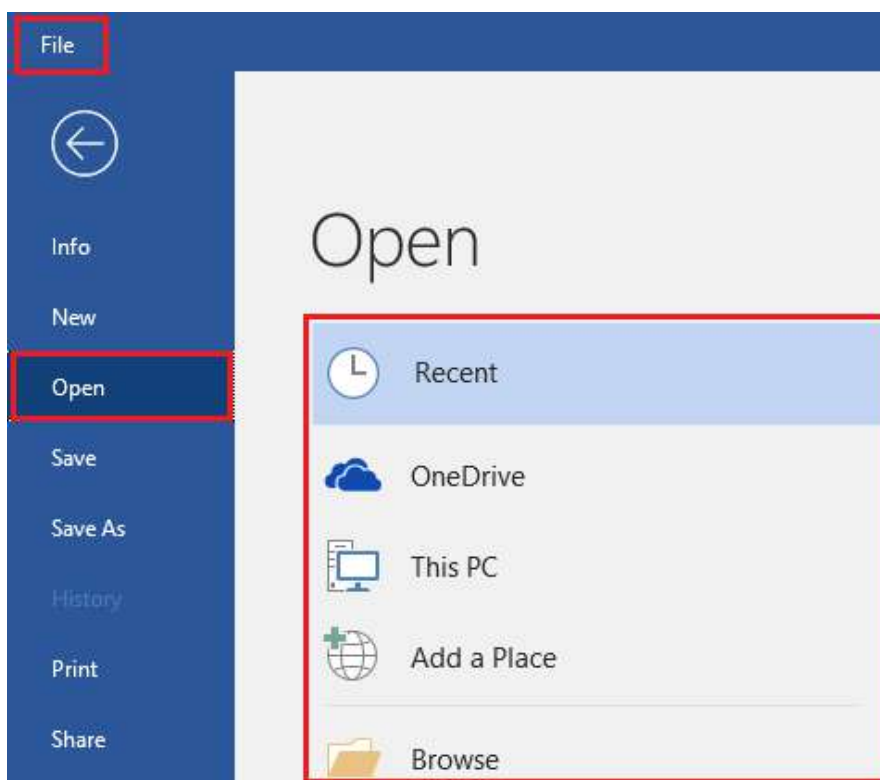 File
Info
New
Open
Save
Save As
History
Print
Share
Open
Recent
OneDrive
This PC
Add a Place
Browse